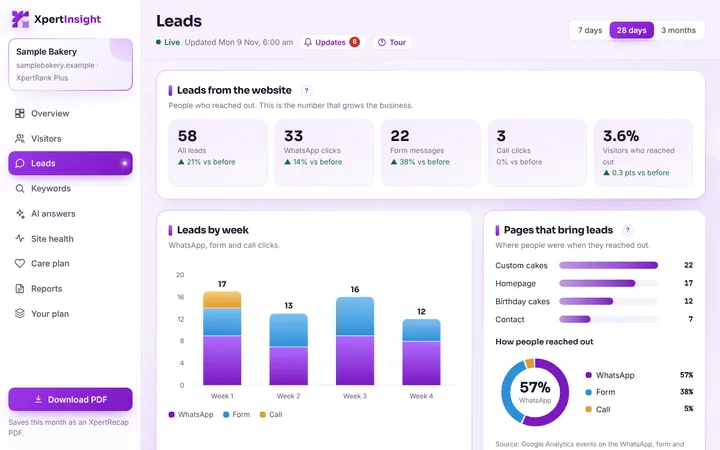 XpertInsight
Sample Bakery
samplebakery.example ·
XpertRank Plus
Overview
Visitors
Leads
Keywords
AI answers
Site health
Care plan
Reports
Your plan
Download PDF
Saves this month as an XpertRecap
PDF.
Leads
Live Updated Mon 9 Nov, 6:00 am
Updates 8
Tour
7 days 28 days 3 months
Leads from the website ?
People who reached out. This is the number that grows the business.
58
All leads
▲ 21% vs before
33
WhatsApp clicks
▲ 14% vs before
22
Form messages
▲ 38% vs before
3
Call clicks
0% vs before
3.6%
Visitors who reached
out
▲ 0.3 pts vs before
Leads by week
WhatsApp, form and call clicks.
20
16
12
8
4
0
17
13
16
12
Week 1 Week 2 Week 3 Week 4
WhatsApp Form Call
Pages that bring leads ?
Where people were when they reached out.
Custom cakes 22
Homepage 17
Birthday cakes 12
Contact 7
How people reached out
57%
WhatsApp
WhatsApp 57%
Form 38%
Call 5%
Source: Google Analytics events on the WhatsApp, form and